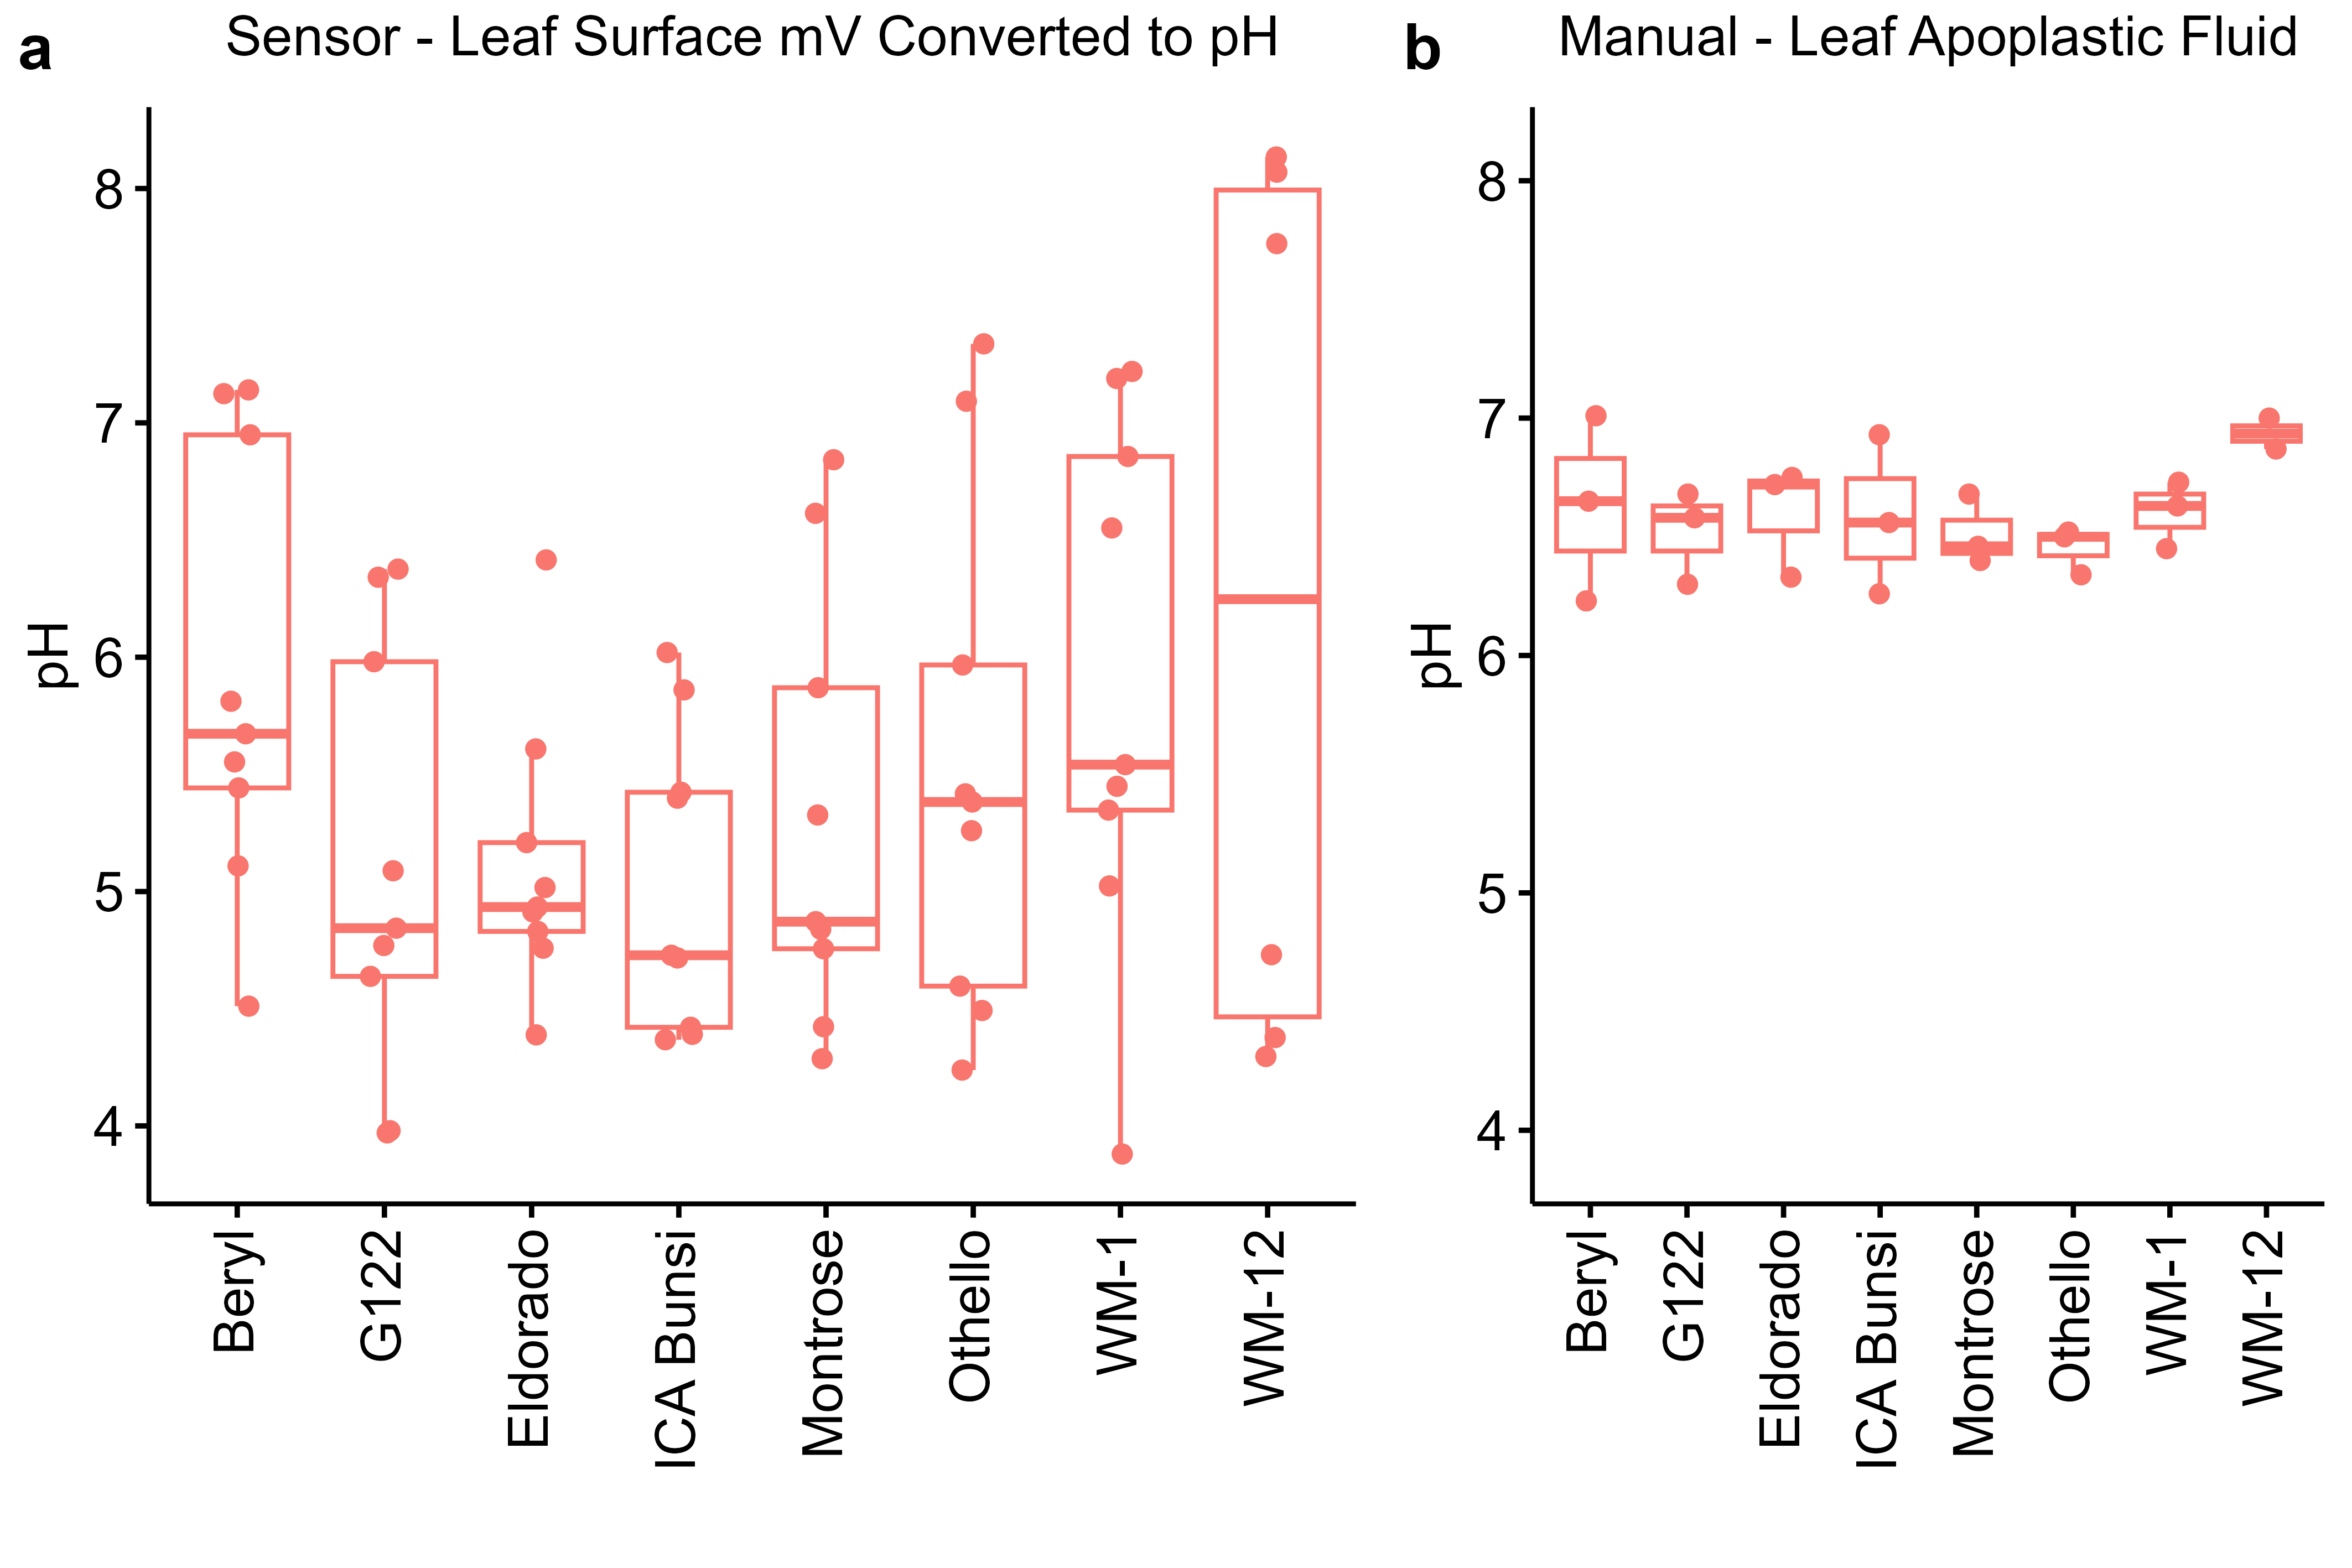 a
Sensor - Leaf Surface mV Converted to pH
pH
8
7
6
5
4
Beryl
G122
Eldorado
ICA Bunsi
Montrose
Othello
WM-1
WM-12
b
Manual - Leaf Apoplastic Fluid
pH
8
7
6
5
4
Beryl
G122
Eldorado
ICA Bunsi
Montrose
Othello
WM-1
WM-12